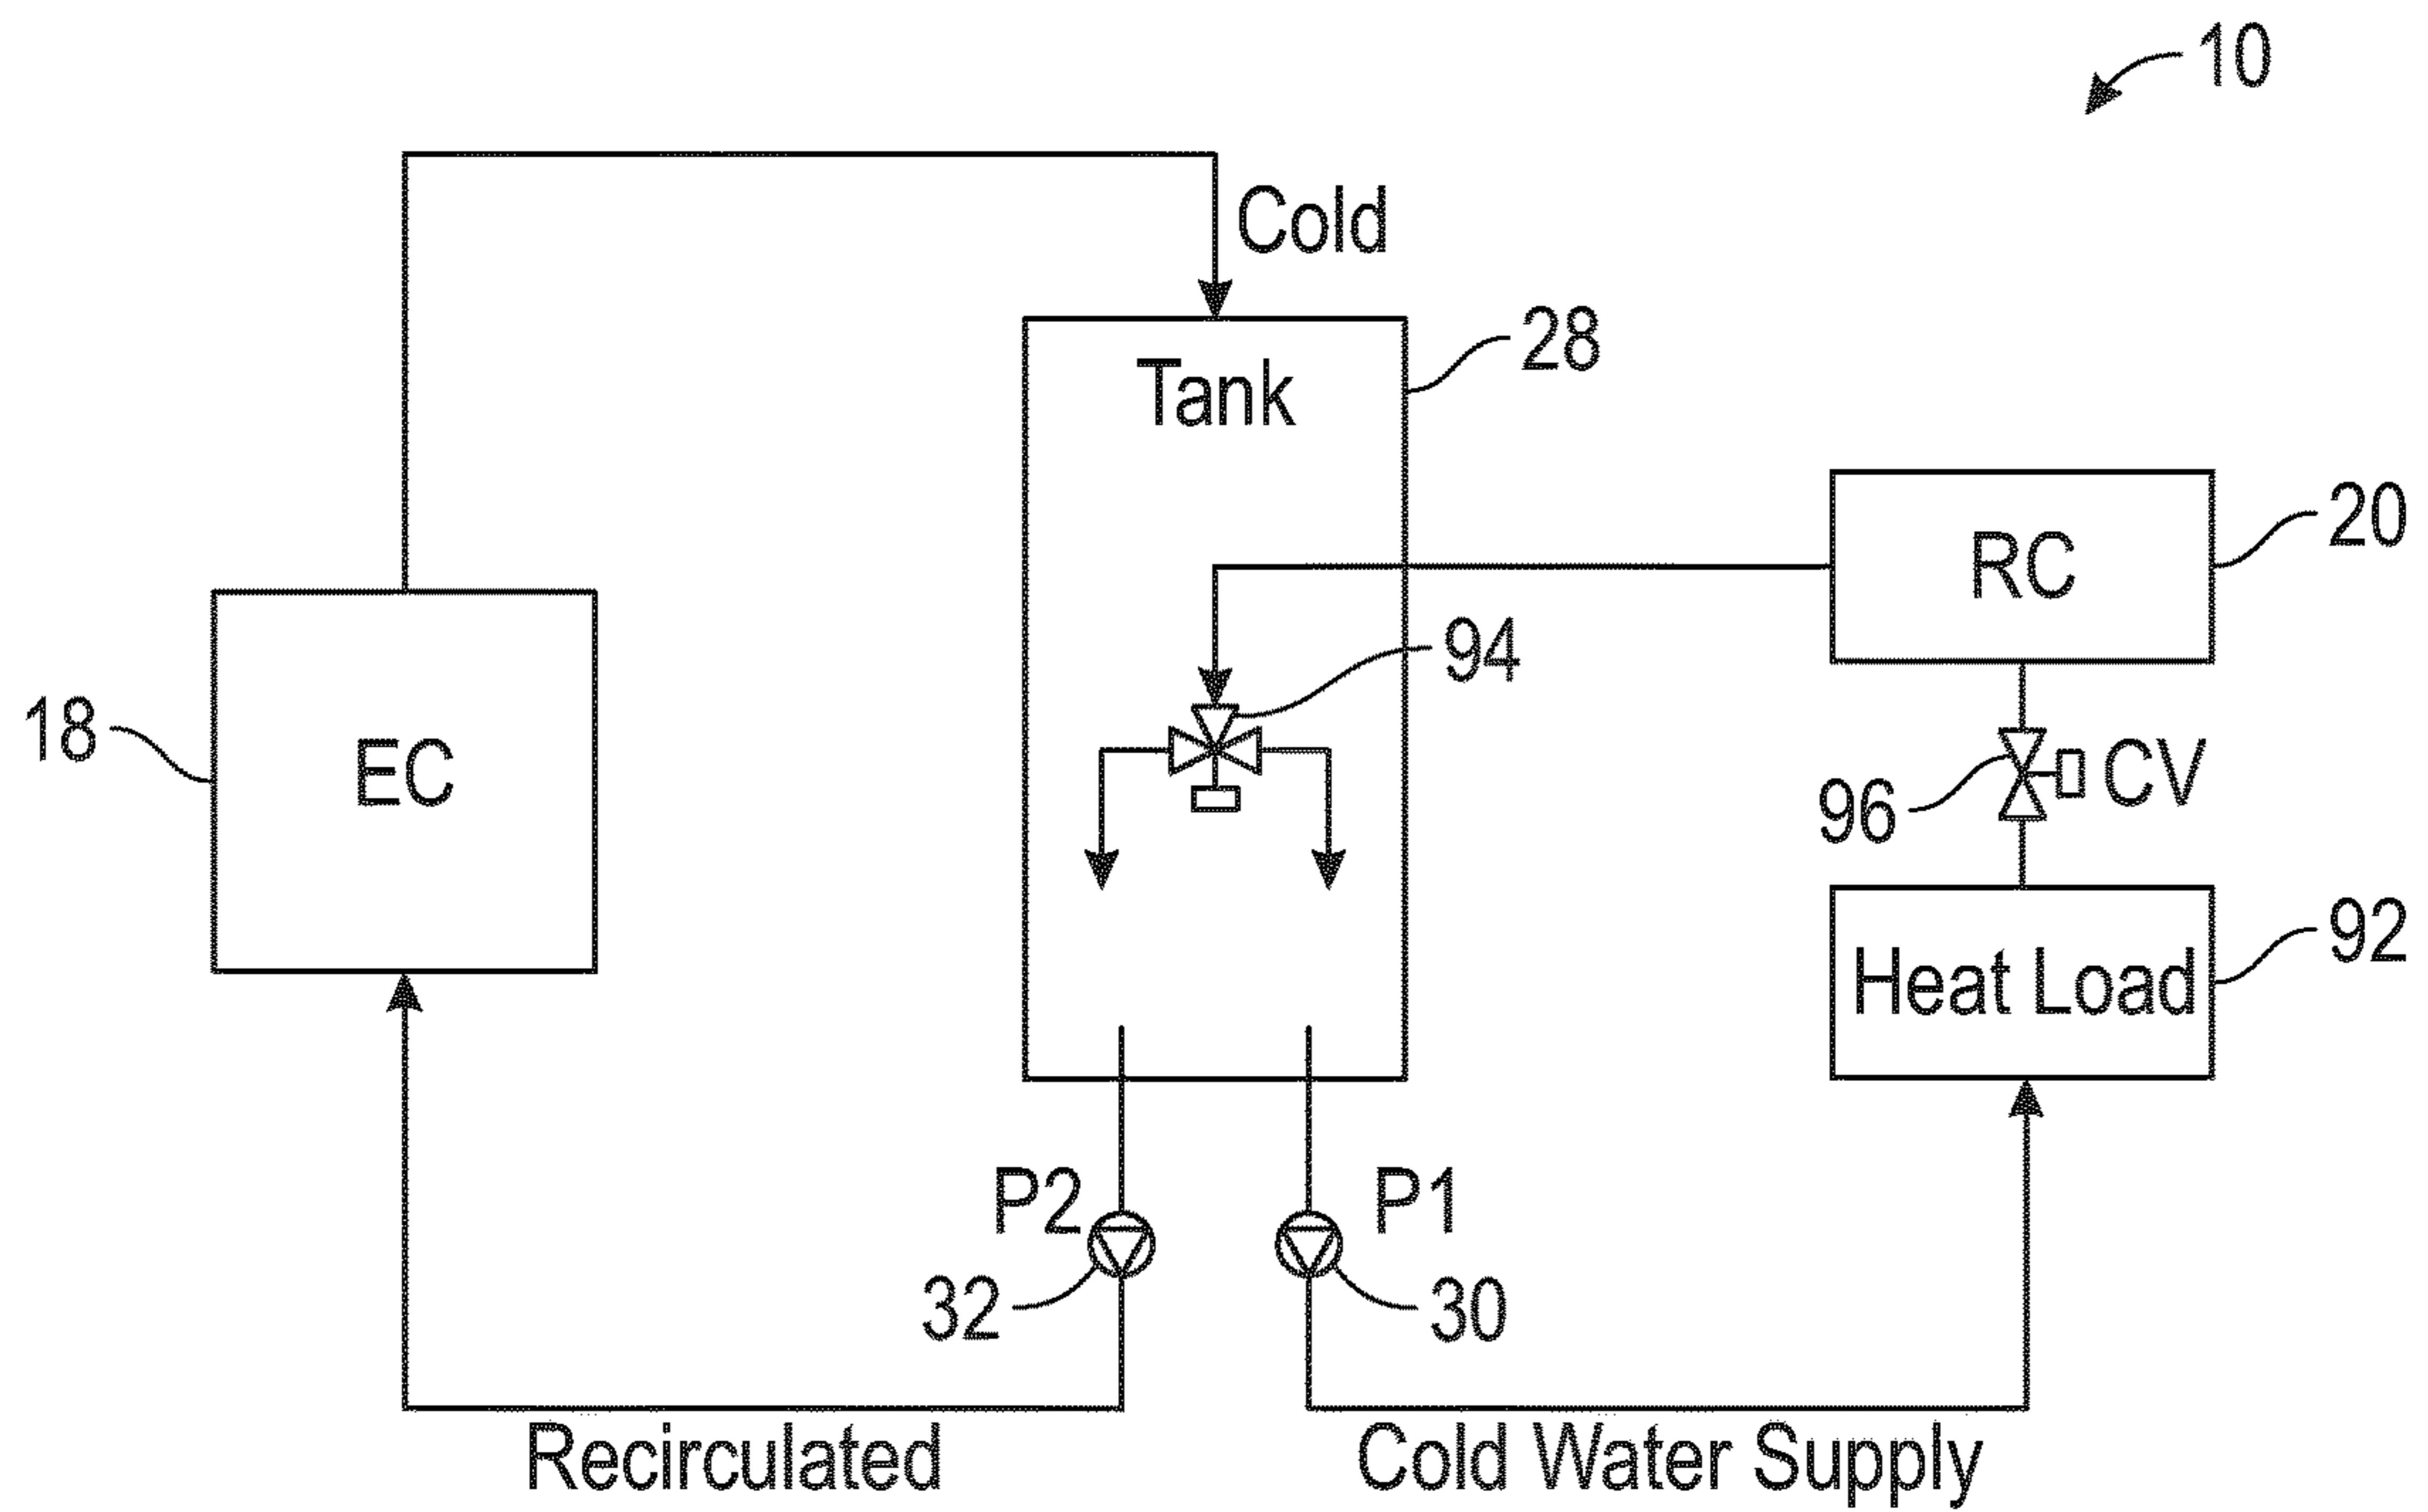 10
Cold
28
Tank
20
RC
94
18
EC
96
CV
92
Heat Load
P2
P1
32
30
Recirculated
Cold Water Supply